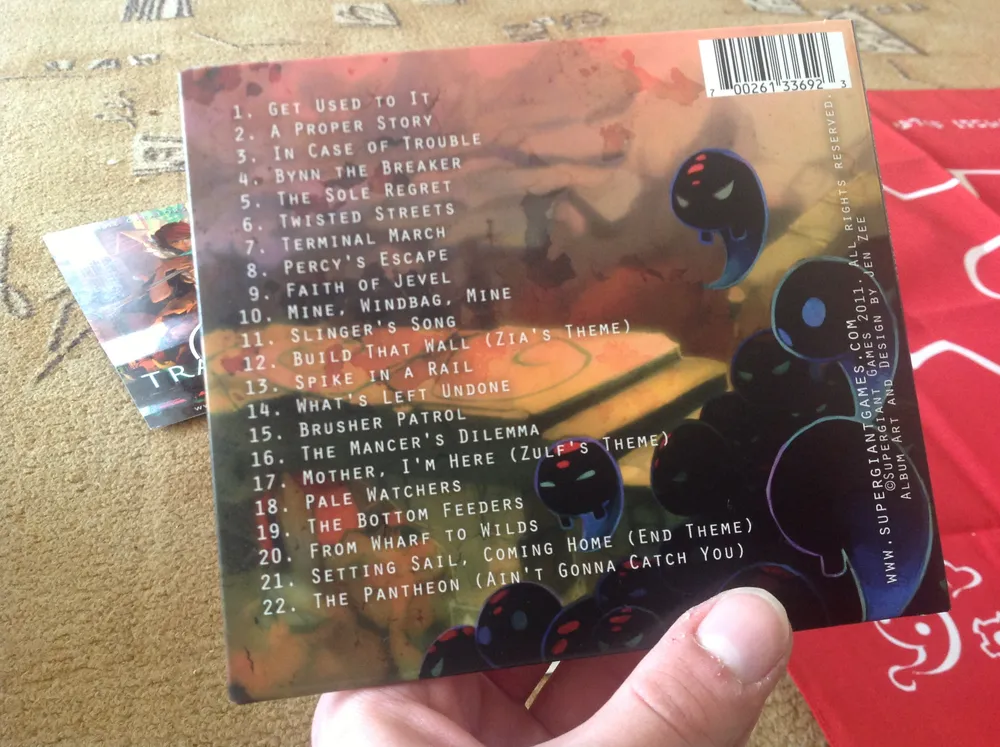 1. Get Used to It
2. A Proper Story
3. In Case of Trouble
4. Bynn the Breaker
5. The Sole Regret
6. Twisted Streets
7. Terminal March
8. Percy's Escape
9. Faith of Jevel
10. Mine, Windbag, Mine
11. Slinger's Song
12. Build That Wall (Zia's Theme)
13. Spike in a Rail
14. What's Left Undone
15. Brusher Patrol
16. The Mancer's Dilemma
17. Mother, I'm Here (Zulf's Theme)
18. Pale Watchers
19. The Bottom Feeders
20. From Wharf to Wilds
21. Setting Sail, Coming Home (End Theme)
22. The Pantheon (Ain't Gonna Catch You)
7 00261 33692 3
www.supergiantgames.com
©Supergiant Games 2011. All rights reserved.
Album Art and Design by Jen Zee